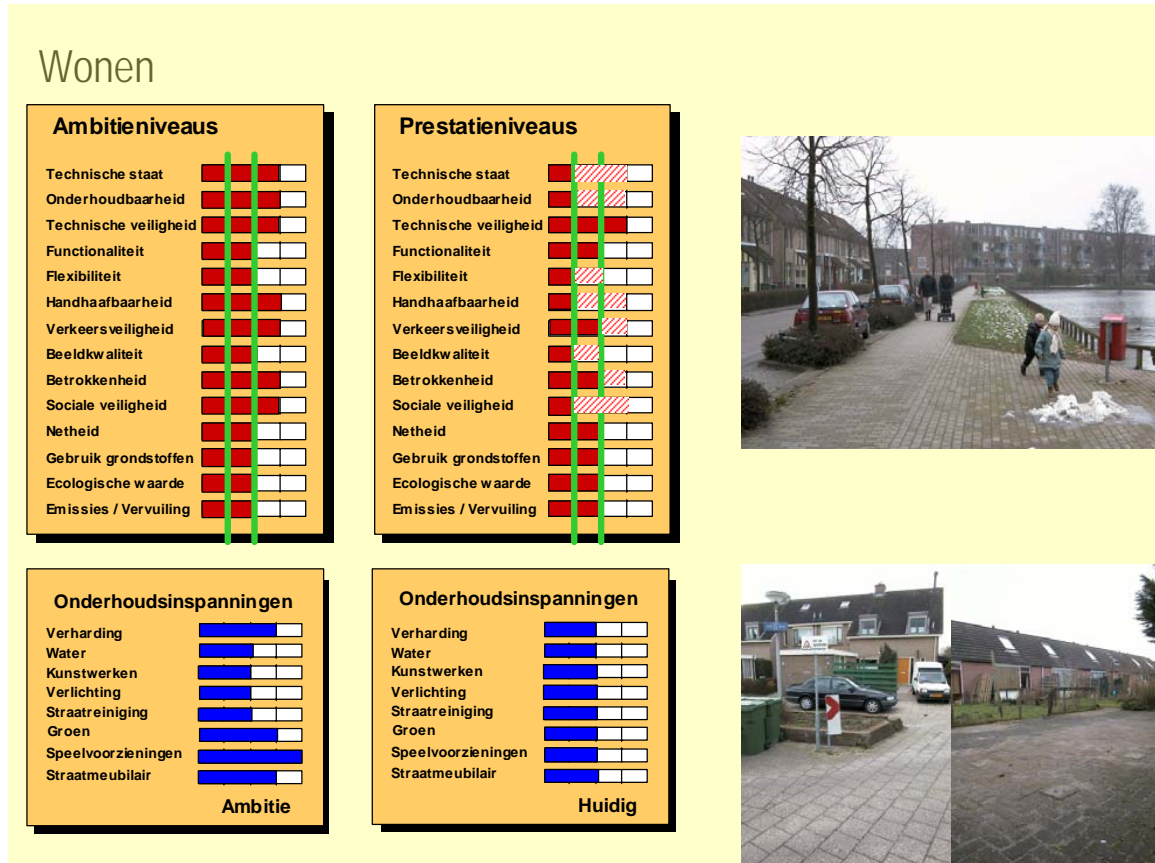 Wonen
Ambitieniveaus
Technische staat
Onderhoudbaarheid
Technische veiligheid
Functionaliteit
Flexibiliteit
Handhaafbaarheid
Verkeersveiligheid
Beeldkwaliteit
Betrokkenheid
Sociale veiligheid
Netheid
Gebruik grondstoffen
Ecologische waarde
Emissies / Vervuiling
Prestatieniveaus
Technische staat
Onderhoudbaarheid
Technische veiligheid
Functionaliteit
Flexibiliteit
Handhaafbaarheid
Verkeersveiligheid
Beeldkwaliteit
Betrokkenheid
Sociale veiligheid
Netheid
Gebruik grondstoffen
Ecologische waarde
Emissies / Vervuiling
Onderhoudsinspanningen
Verharding
Water
Kunstwerken
Verlichting
Straatreiniging
Groen
Speelvoorzieningen
Straatmeubilair
Ambitie
Onderhoudsinspanningen
Verharding
Water
Kunstwerken
Verlichting
Straatreiniging
Groen
Speelvoorzieningen
Straatmeubilair
Huidig